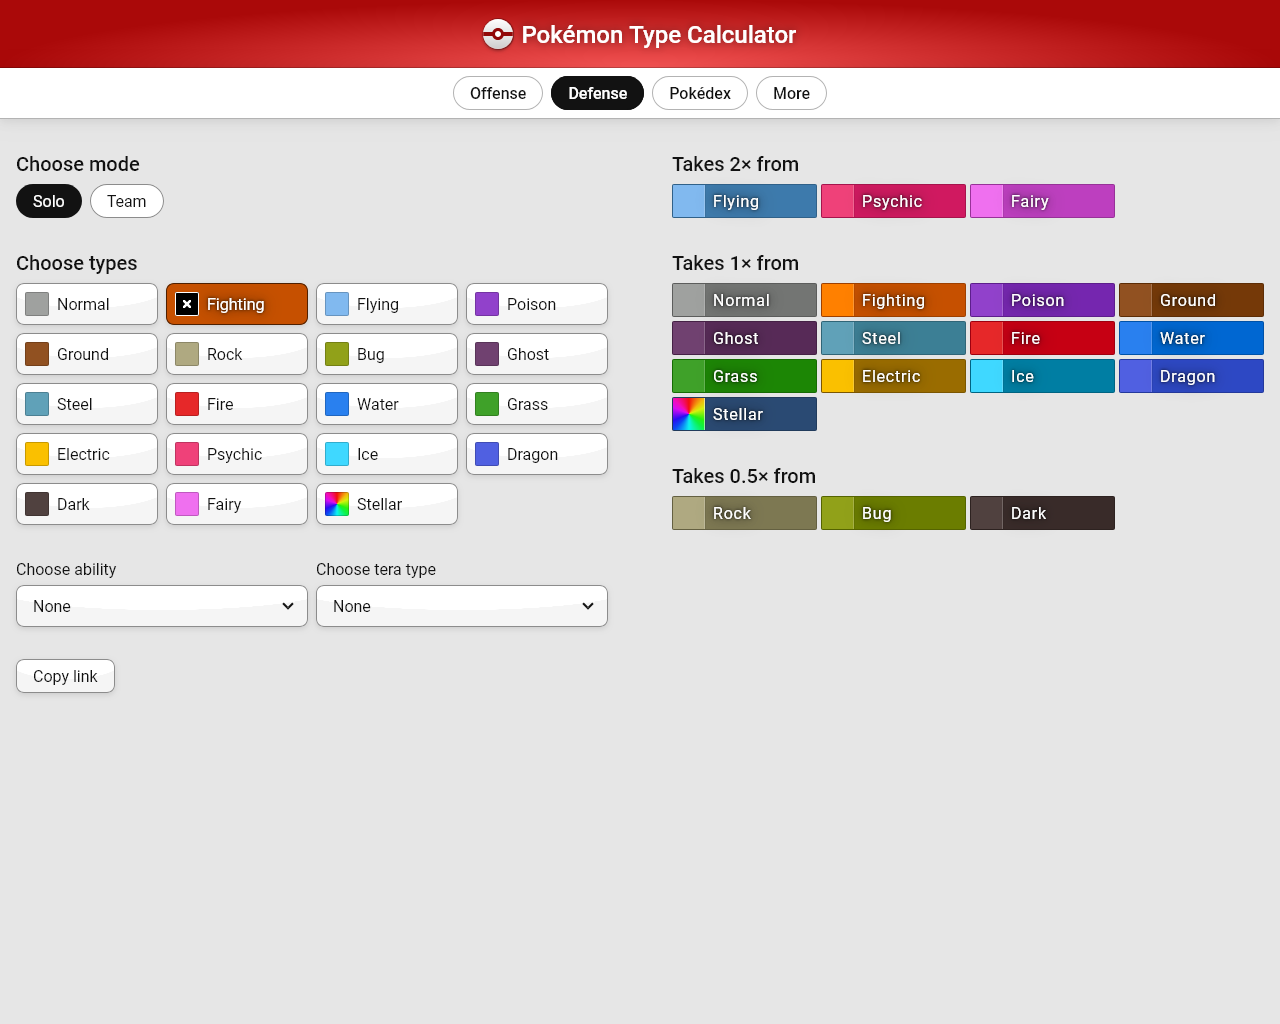 Pokémon Type Calculator
Offense Defense Pokédex More
Choose mode
Solo Team
Choose types
Normal Fighting Flying Poison
Ground Rock Bug Ghost
Steel Fire Water Grass
Electric Psychic Ice Dragon
Dark Fairy Stellar
Choose ability Choose tera type
None None
Copy link
Takes 2× from
Flying Psychic Fairy
Takes 1× from
Normal Fighting Poison Ground
Ghost Steel Fire Water
Grass Electric Ice Dragon
Stellar
Takes 0.5× from
Rock Bug Dark